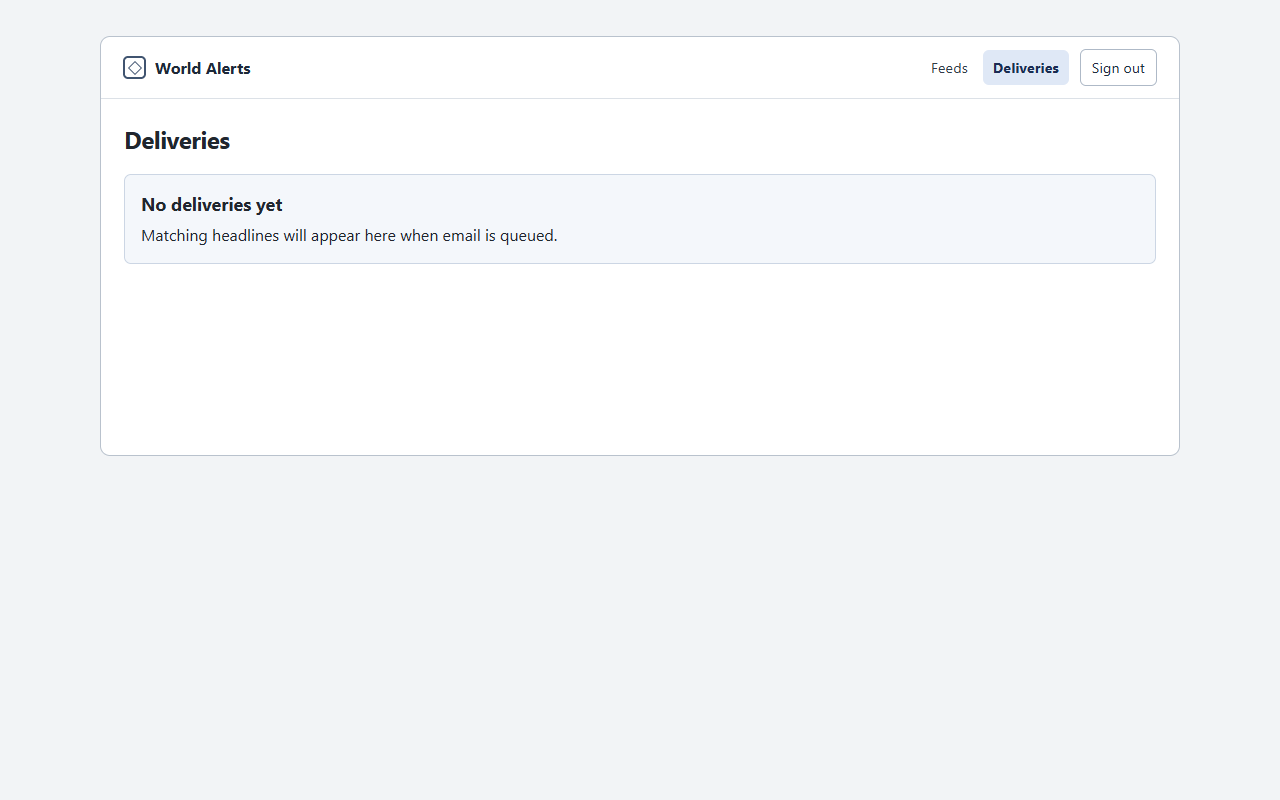 World Alerts
Feeds
Deliveries
Sign out
Deliveries
No deliveries yet
Matching headlines will appear here when email is queued.